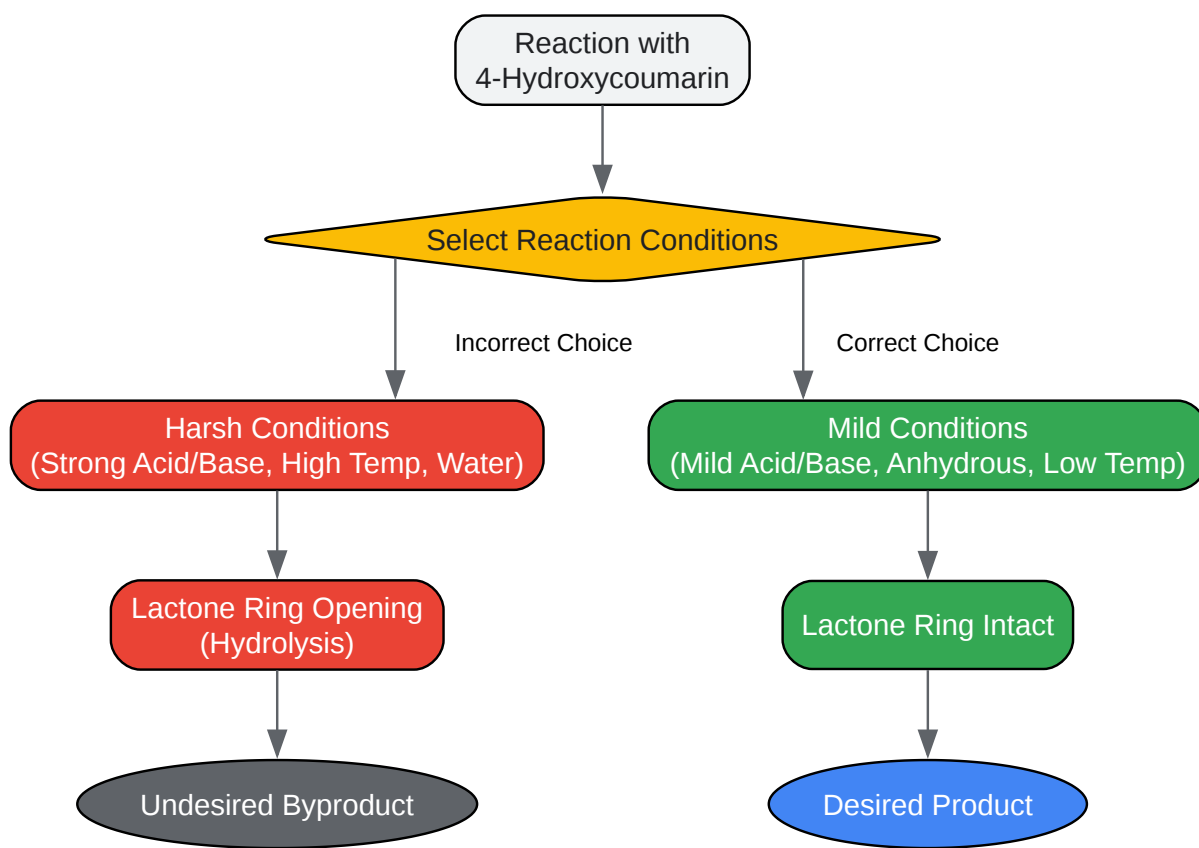 Reaction with
4-Hydroxycoumarin
Select Reaction Conditions
Incorrect Choice
Correct Choice
Harsh Conditions
(Strong Acid/Base, High Temp, Water)
Mild Conditions
(Mild Acid/Base, Anhydrous, Low Temp)
Lactone Ring Opening
(Hydrolysis)
Lactone Ring Intact
Undesired Byproduct
Desired Product